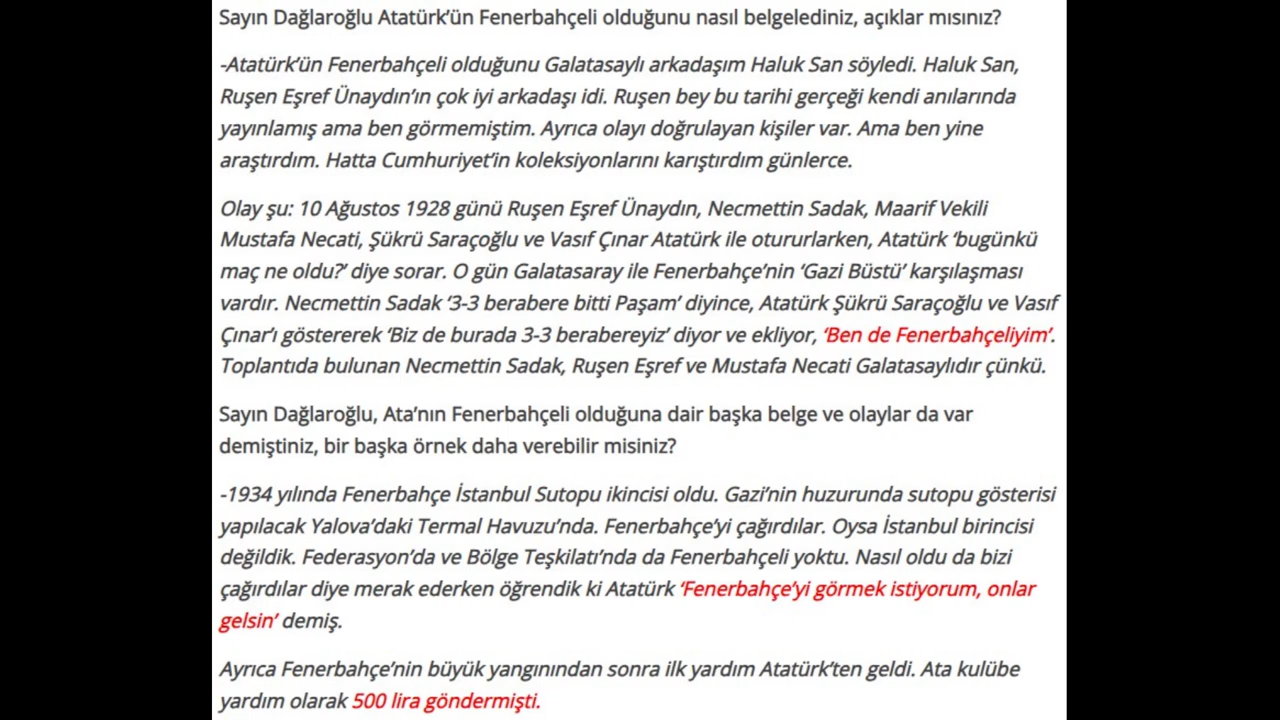 Sayın Dağlaroğlu Atatürk’ün Fenerbahçeli olduğunu nasıl belgelediniz, açıklar mısınız?
-Atatürk’ün Fenerbahçeli olduğunu Galatasaylı arkadaşım Haluk San söyledi. Haluk San,
Ruşen Eşref Ünaydın’ın çok iyi arkadaşı idi. Ruşen bey bu tarihi gerçeği kendi anılarında
yayınlamış ama ben görmemiştim. Ayrıca olayı doğrulayan kişiler var. Ama ben yine
araştırdım. Hatta Cumhuriyet’in koleksiyonlarını karıştırdım günlerce.
Olay şu: 10 Ağustos 1928 günü Ruşen Eşref Ünaydın, Necmettin Sadak, Maarif Vekili
Mustafa Necati, Şükrü Saraçoğlu ve Vasıf Çınar Atatürk ile otururlarken, Atatürk ‘bugünkü
maç ne oldu?’ diye sorar. O gün Galatasaray ile Fenerbahçe’nin ‘Gazi Büstü’ karşılaşması
vardır. Necmettin Sadak ‘3-3 berabere bitti Paşam’ diyince, Atatürk Şükrü Saraçoğlu ve Vasıf
Çınar’ı göstererek ‘Biz de burada 3-3 berabereyiz’ diyor ve ekliyor, ‘Ben de Fenerbahçeliyim’.
Toplantıda bulunan Necmettin Sadak, Ruşen Eşref ve Mustafa Necati Galatasaylıdır çünkü.
Sayın Dağlaroğlu, Ata’nın Fenerbahçeli olduğuna dair başka belge ve olaylar da var
demiştiniz, bir başka örnek daha verebilir misiniz?
-1934 yılında Fenerbahçe İstanbul Sutopu ikincisi oldu. Gazi’nin huzurunda sutopu gösterisi
yapılacak Yalova’daki Termal Havuzu’nda. Fenerbahçe’yi çağırdılar. Oysa İstanbul birincisi
değildik. Federasyon’da ve Bölge Teşkilatı’nda da Fenerbahçeli yoktu. Nasıl oldu da bizi
çağırdılar diye merak ederken öğrendik ki Atatürk ‘Fenerbahçe’yi görmek istiyorum, onlar
gelsin’ demiş.
Ayrıca Fenerbahçe’nin büyük yangınından sonra ilk yardım Atatürk’ten geldi. Ata kulübe
yardım olarak 500 lira göndermişti.